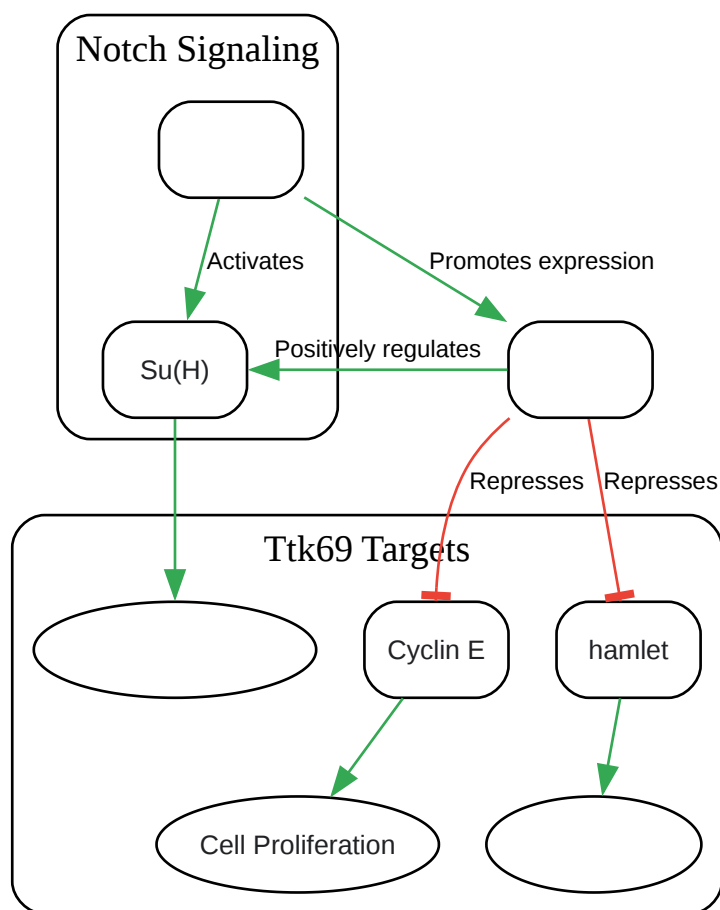 Notch Signaling
Activates
Promotes expression
Su(H)
Positively regulates
Represses
Represses
Ttk69 Targets
Cyclin E
hamlet
Cell Proliferation